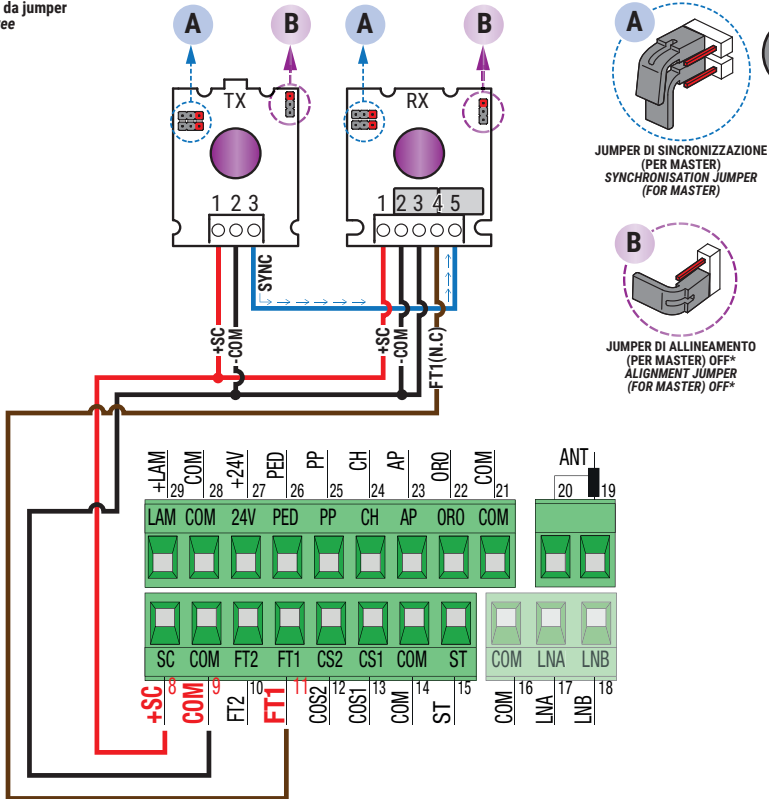 da jumper
ee
A B A B
TX RX
1 2 3
1 2 3 4 5
SYNC
+SC
-COM
+SC
-COM
FT1(N.C)
A
JUMPER DI SINCRONIZZAZIONE
(PER MASTER)
SYNCHRONISATION JUMPER
(FOR MASTER)
B
JUMPER DI ALLINEAMENTO
(PER MASTER) OFF*
ALIGNMENT JUMPER
(FOR MASTER) OFF*
+LAM COM +24V PED PP CH AP ORO COM ANT
29 28 27 26 25 24 23 22 21 20 19
LAM COM 24V PED PP CH AP ORO COM
SC COM FT2 FT1 CS2 CS1 COM ST COM LNA LNB
8 9 10 11 12 13 14 15 16 17 18
+SC COM FT2 FT1 COS2 COS1 COM ST COM LNA LNB